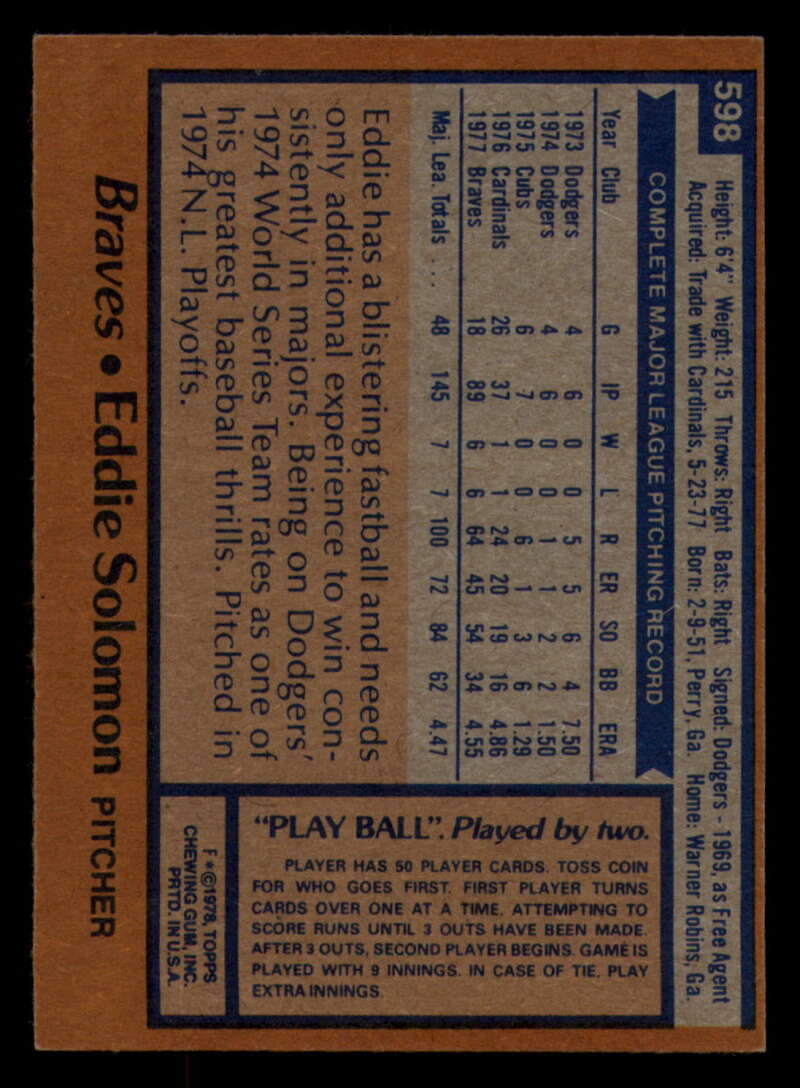 598
Height: 6'4" Weight: 215 Throws: Right Bats: Right Signed: Dodgers - 1969, as Free Agent
Acquired: Trade with Cardinals, 5-23-77 Born: 2-9-51, Perry, Ga. Home: Warner Robins, Ga.
COMPLETE MAJOR LEAGUE PITCHING RECORD
Year Club G IP W L R ER SO BB ERA
1973 Dodgers 4 6 0 0 5 5 6 4 7.50
1974 Dodgers 4 6 0 0 1 1 2 2 1.50
1975 Cubs 6 7 0 0 6 1 3 6 1.29
1976 Cardinals 26 37 1 1 24 20 19 16 4.86
1977 Braves 18 89 6 6 64 45 54 34 4.55
Maj. Lea. Totals ... 48 145 7 7 100 72 84 62 4.47
Eddie has a blistering fastball and needs
only additional experience to win con-
sistently in majors. Being on Dodgers'
1974 World Series Team rates as one of
his greatest baseball thrills. Pitched in
1974 N.L. Playoffs.
Braves • Eddie Solomon PITCHER
"PLAY BALL". Played by two.
PLAYER HAS 50 PLAYER CARDS. TOSS COIN
FOR WHO GOES FIRST. FIRST PLAYER TURNS
CARDS OVER ONE AT A TIME, ATTEMPTING TO
SCORE RUNS UNTIL 3 OUTS HAVE BEEN MADE.
AFTER 3 OUTS, SECOND PLAYER BEGINS. GAME IS
PLAYED WITH 9 INNINGS. IN CASE OF TIE, PLAY
EXTRA INNINGS.
F*©1978, TOPPS
CHEWING GUM, INC.
PRTD. IN U.S.A.